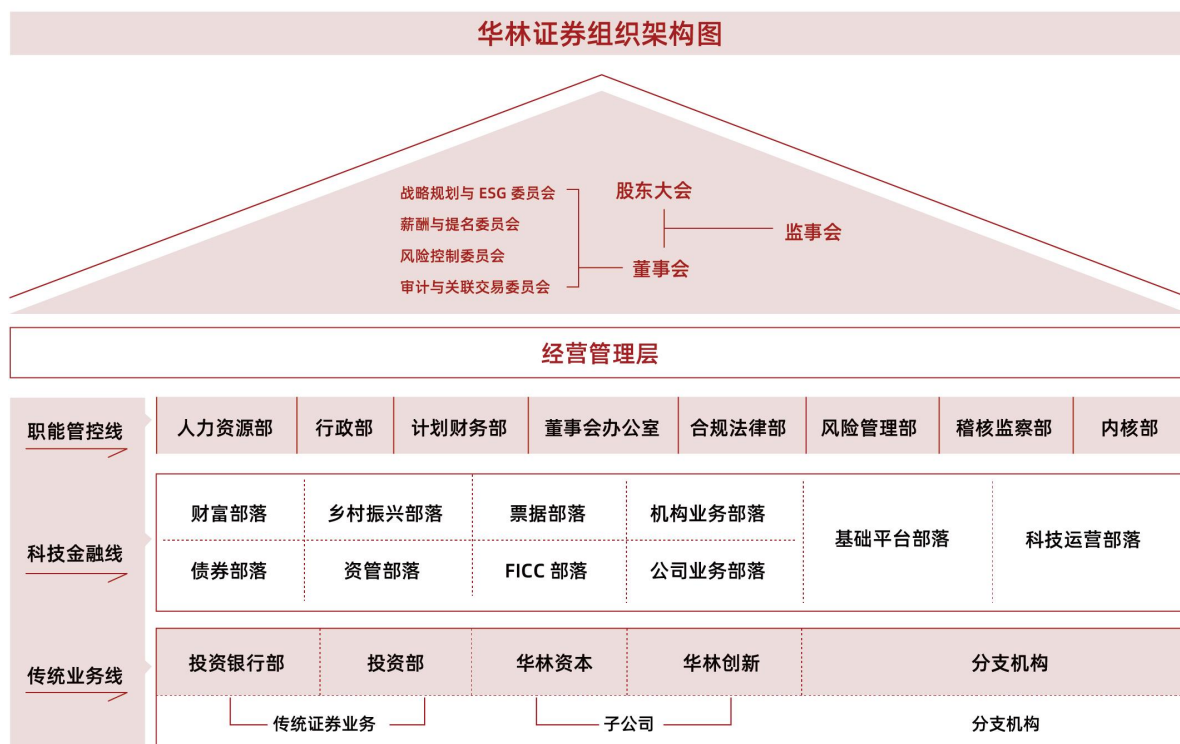 华林证券组织架构图
战略规划与 ESG 委员会
薪酬与提名委员会
风险控制委员会
审计与关联交易委员会
股东大会
监事会
董事会
经营管理层
职能管控线
人力资源部
行政部
计划财务部
董事会办公室
合规法律部
风险管理部
稽核监察部
内核部
科技金融线
财富部落
乡村振兴部落
票据部落
机构业务部落
债券部落
资管部落
FICC 部落
公司业务部落
基础平台部落
科技运营部落
传统业务线
投资银行部
投资部
华林资本
华林创新
分支机构
传统证券业务
子公司
分支机构